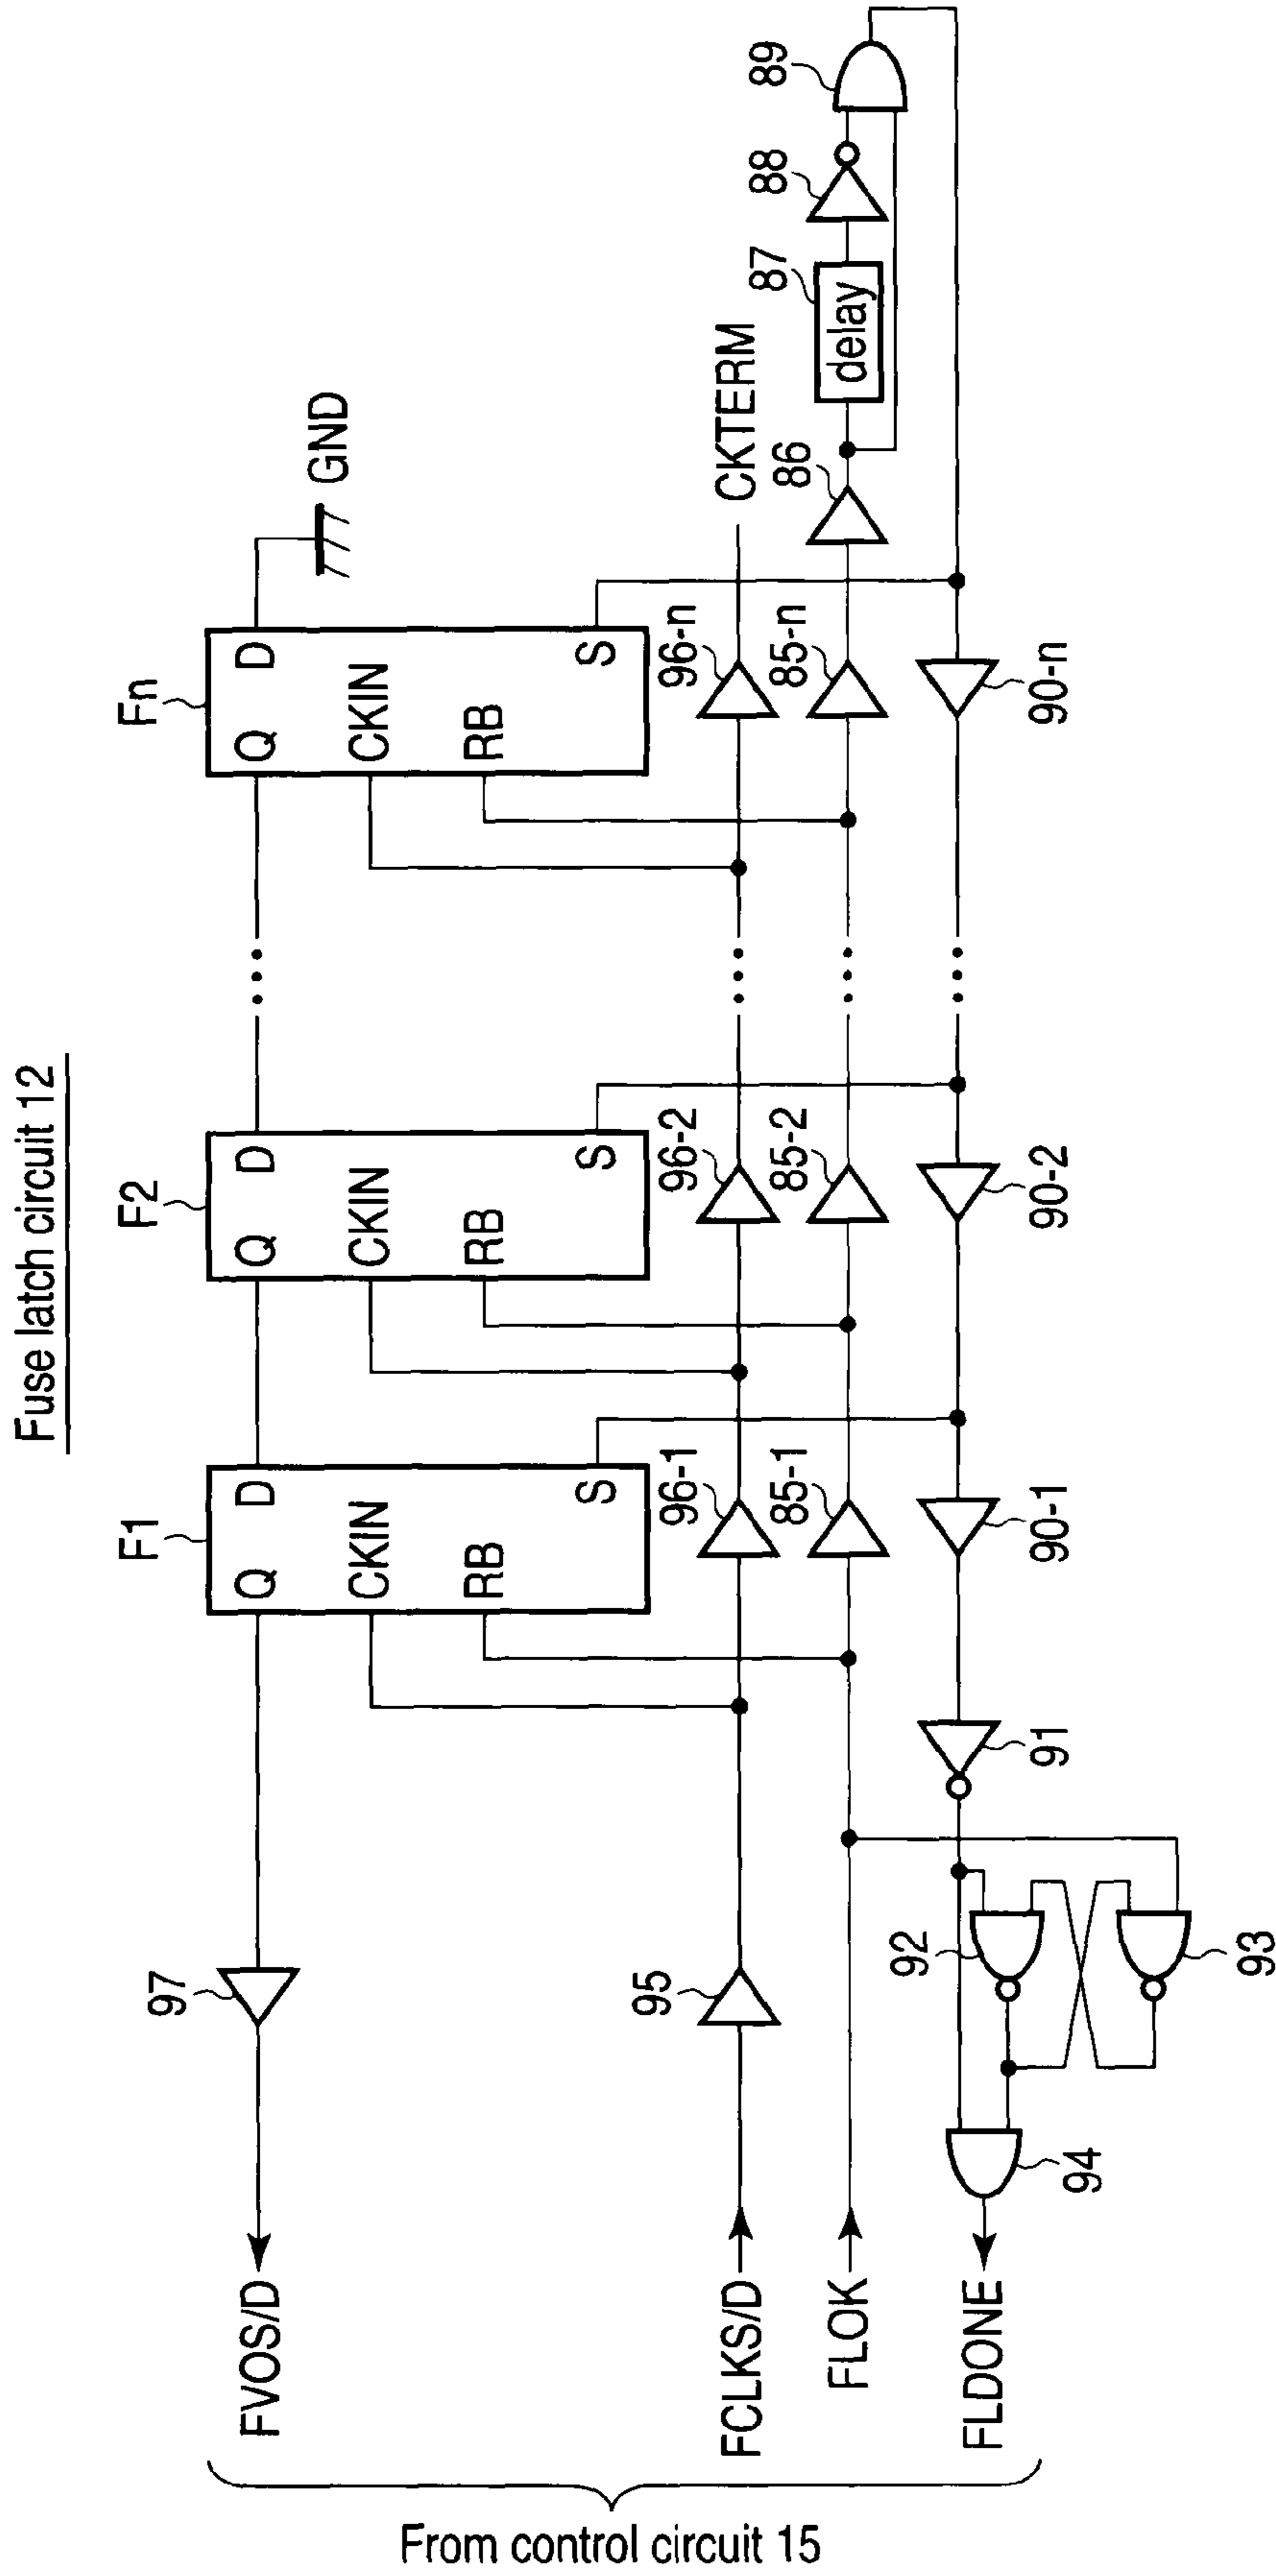 Fuse latch circuit 12
F1
F2
Fn
Q
D
CKIN
RB
S
Q
D
CKIN
RB
S
Q
D
CKIN
RB
S
GND
97
FVOS/D
95
96-1
96-2
96-n
CKTERM
FCLKS/D
85-1
85-2
85-n
86
87
delay
88
89
FLOK
90-1
90-2
90-n
91
92
93
94
FLDONE
From control circuit 15